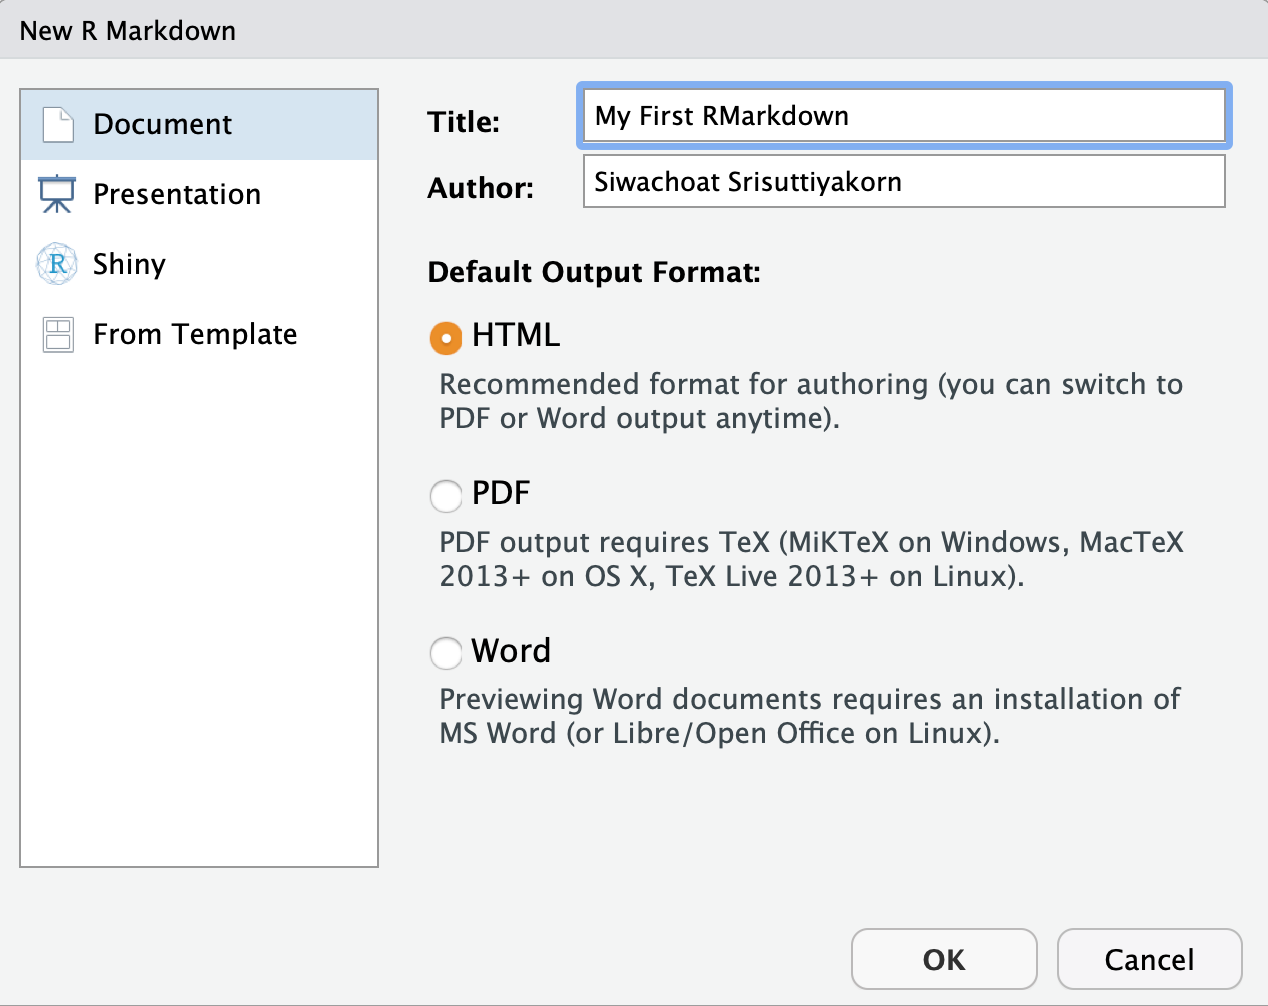 New R Markdown
Document
Presentation
R
Shiny
From Template
Title:
My First RMarkdown
Author:
Siwachoat Srisuttiyakorn
Default Output Format:
HTML
Recommended format for authoring (you can switch to
PDF or Word output anytime).
PDF
PDF output requires TeX (MiKTeX on Windows, MacTeX
2013+ on OS X, TeX Live 2013+ on Linux).
Word
Previewing Word documents requires an installation of
MS Word (or Libre/Open Office on Linux).
OK
Cancel